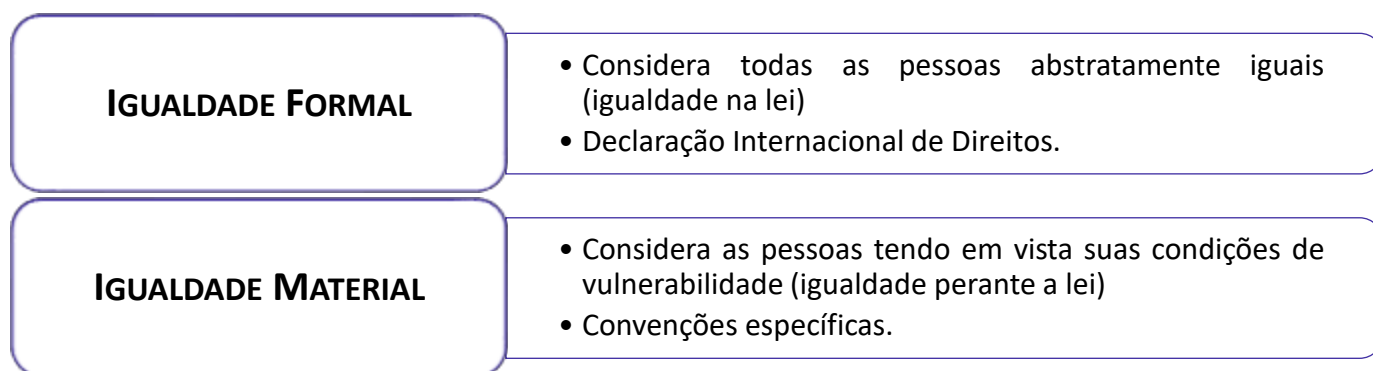 IGUALDADE FORMAL
• Considera todas as pessoas abstratamente iguais
(igualdade na lei)
• Declaração Internacional de Direitos.
IGUALDADE MATERIAL
• Considera as pessoas tendo em vista suas condições de
vulnerabilidade (igualdade perante a lei)
• Convenções específicas.